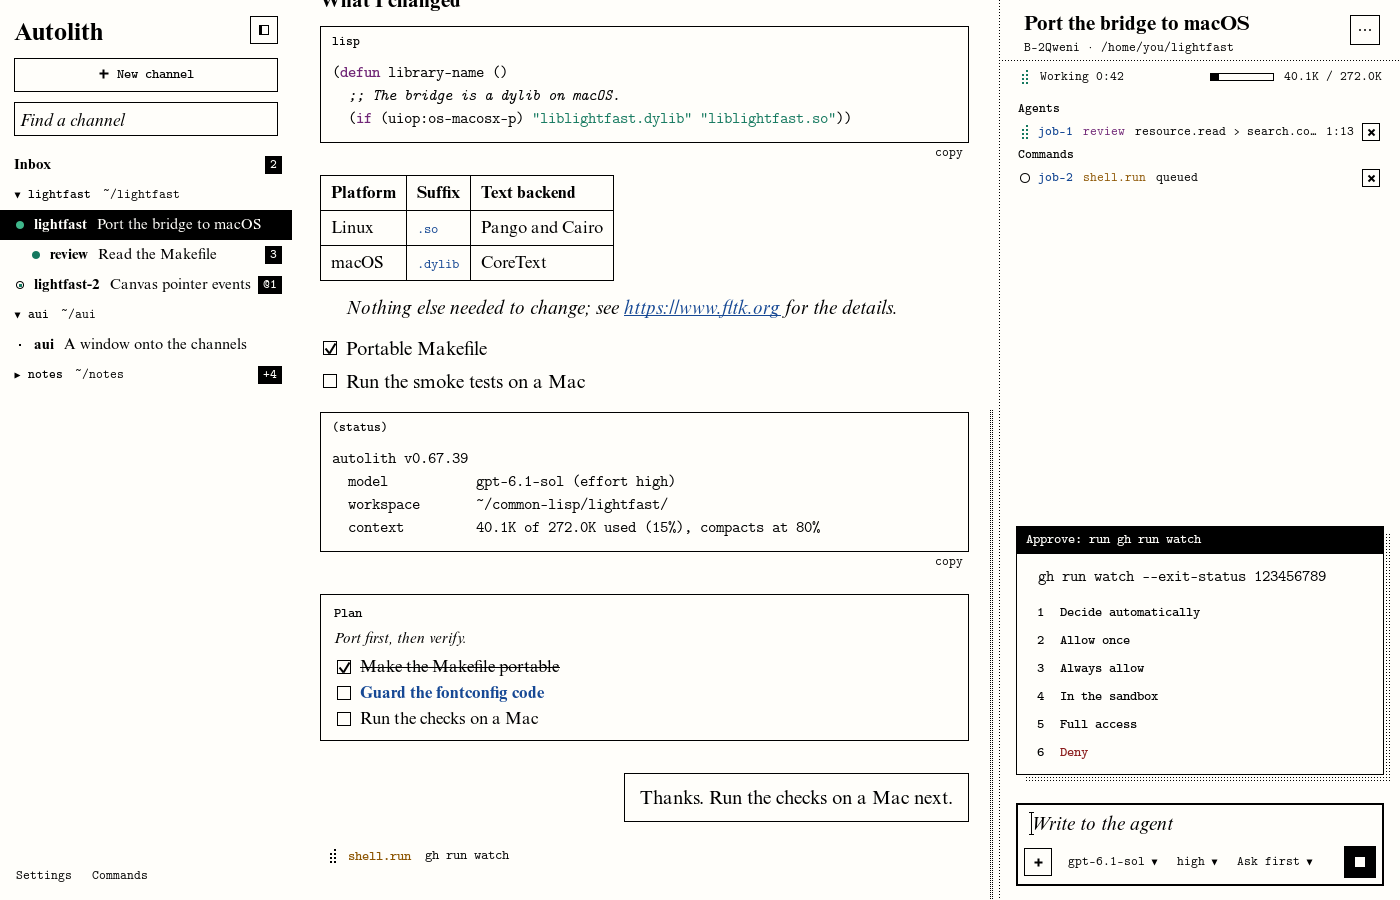 Autolith
+ New channel
Find a channel
Inbox 2
▾ lightfast ~/lightfast
lightfast Port the bridge to macOS
review Read the Makefile 3
lightfast-2 Canvas pointer events @1
▾ aui ~/aui
aui A window onto the channels
▸ notes ~/notes +4
Settings Commands
What I changed
lisp
(defun library-name ()
;; The bridge is a dylib on macOS.
(if (uiop:os-macosx-p) "liblightfast.dylib" "liblightfast.so"))
copy
Platform Suffix Text backend
Linux .so Pango and Cairo
macOS .dylib CoreText
Nothing else needed to change; see https://www.fltk.org for the details.
Portable Makefile
Run the smoke tests on a Mac
(status)
autolith v0.67.39
model gpt-6.1-sol (effort high)
workspace ~/common-lisp/lightfast/
context 40.1K of 272.0K used (15%), compacts at 80%
copy
Plan
Port first, then verify.
Make the Makefile portable
Guard the fontconfig code
Run the checks on a Mac
Thanks. Run the checks on a Mac next.
shell.run gh run watch
Port the bridge to macOS
B-2Qweni · /home/you/lightfast
...
Working 0:42 40.1K / 272.0K
Agents
job-1 review resource.read > search.co… 1:13
Commands
job-2 shell.run queued
Approve: run gh run watch
gh run watch --exit-status 123456789
1 Decide automatically
2 Allow once
3 Always allow
4 In the sandbox
5 Full access
6 Deny
Write to the agent
+ gpt-6.1-sol ▾ high ▾ Ask first ▾